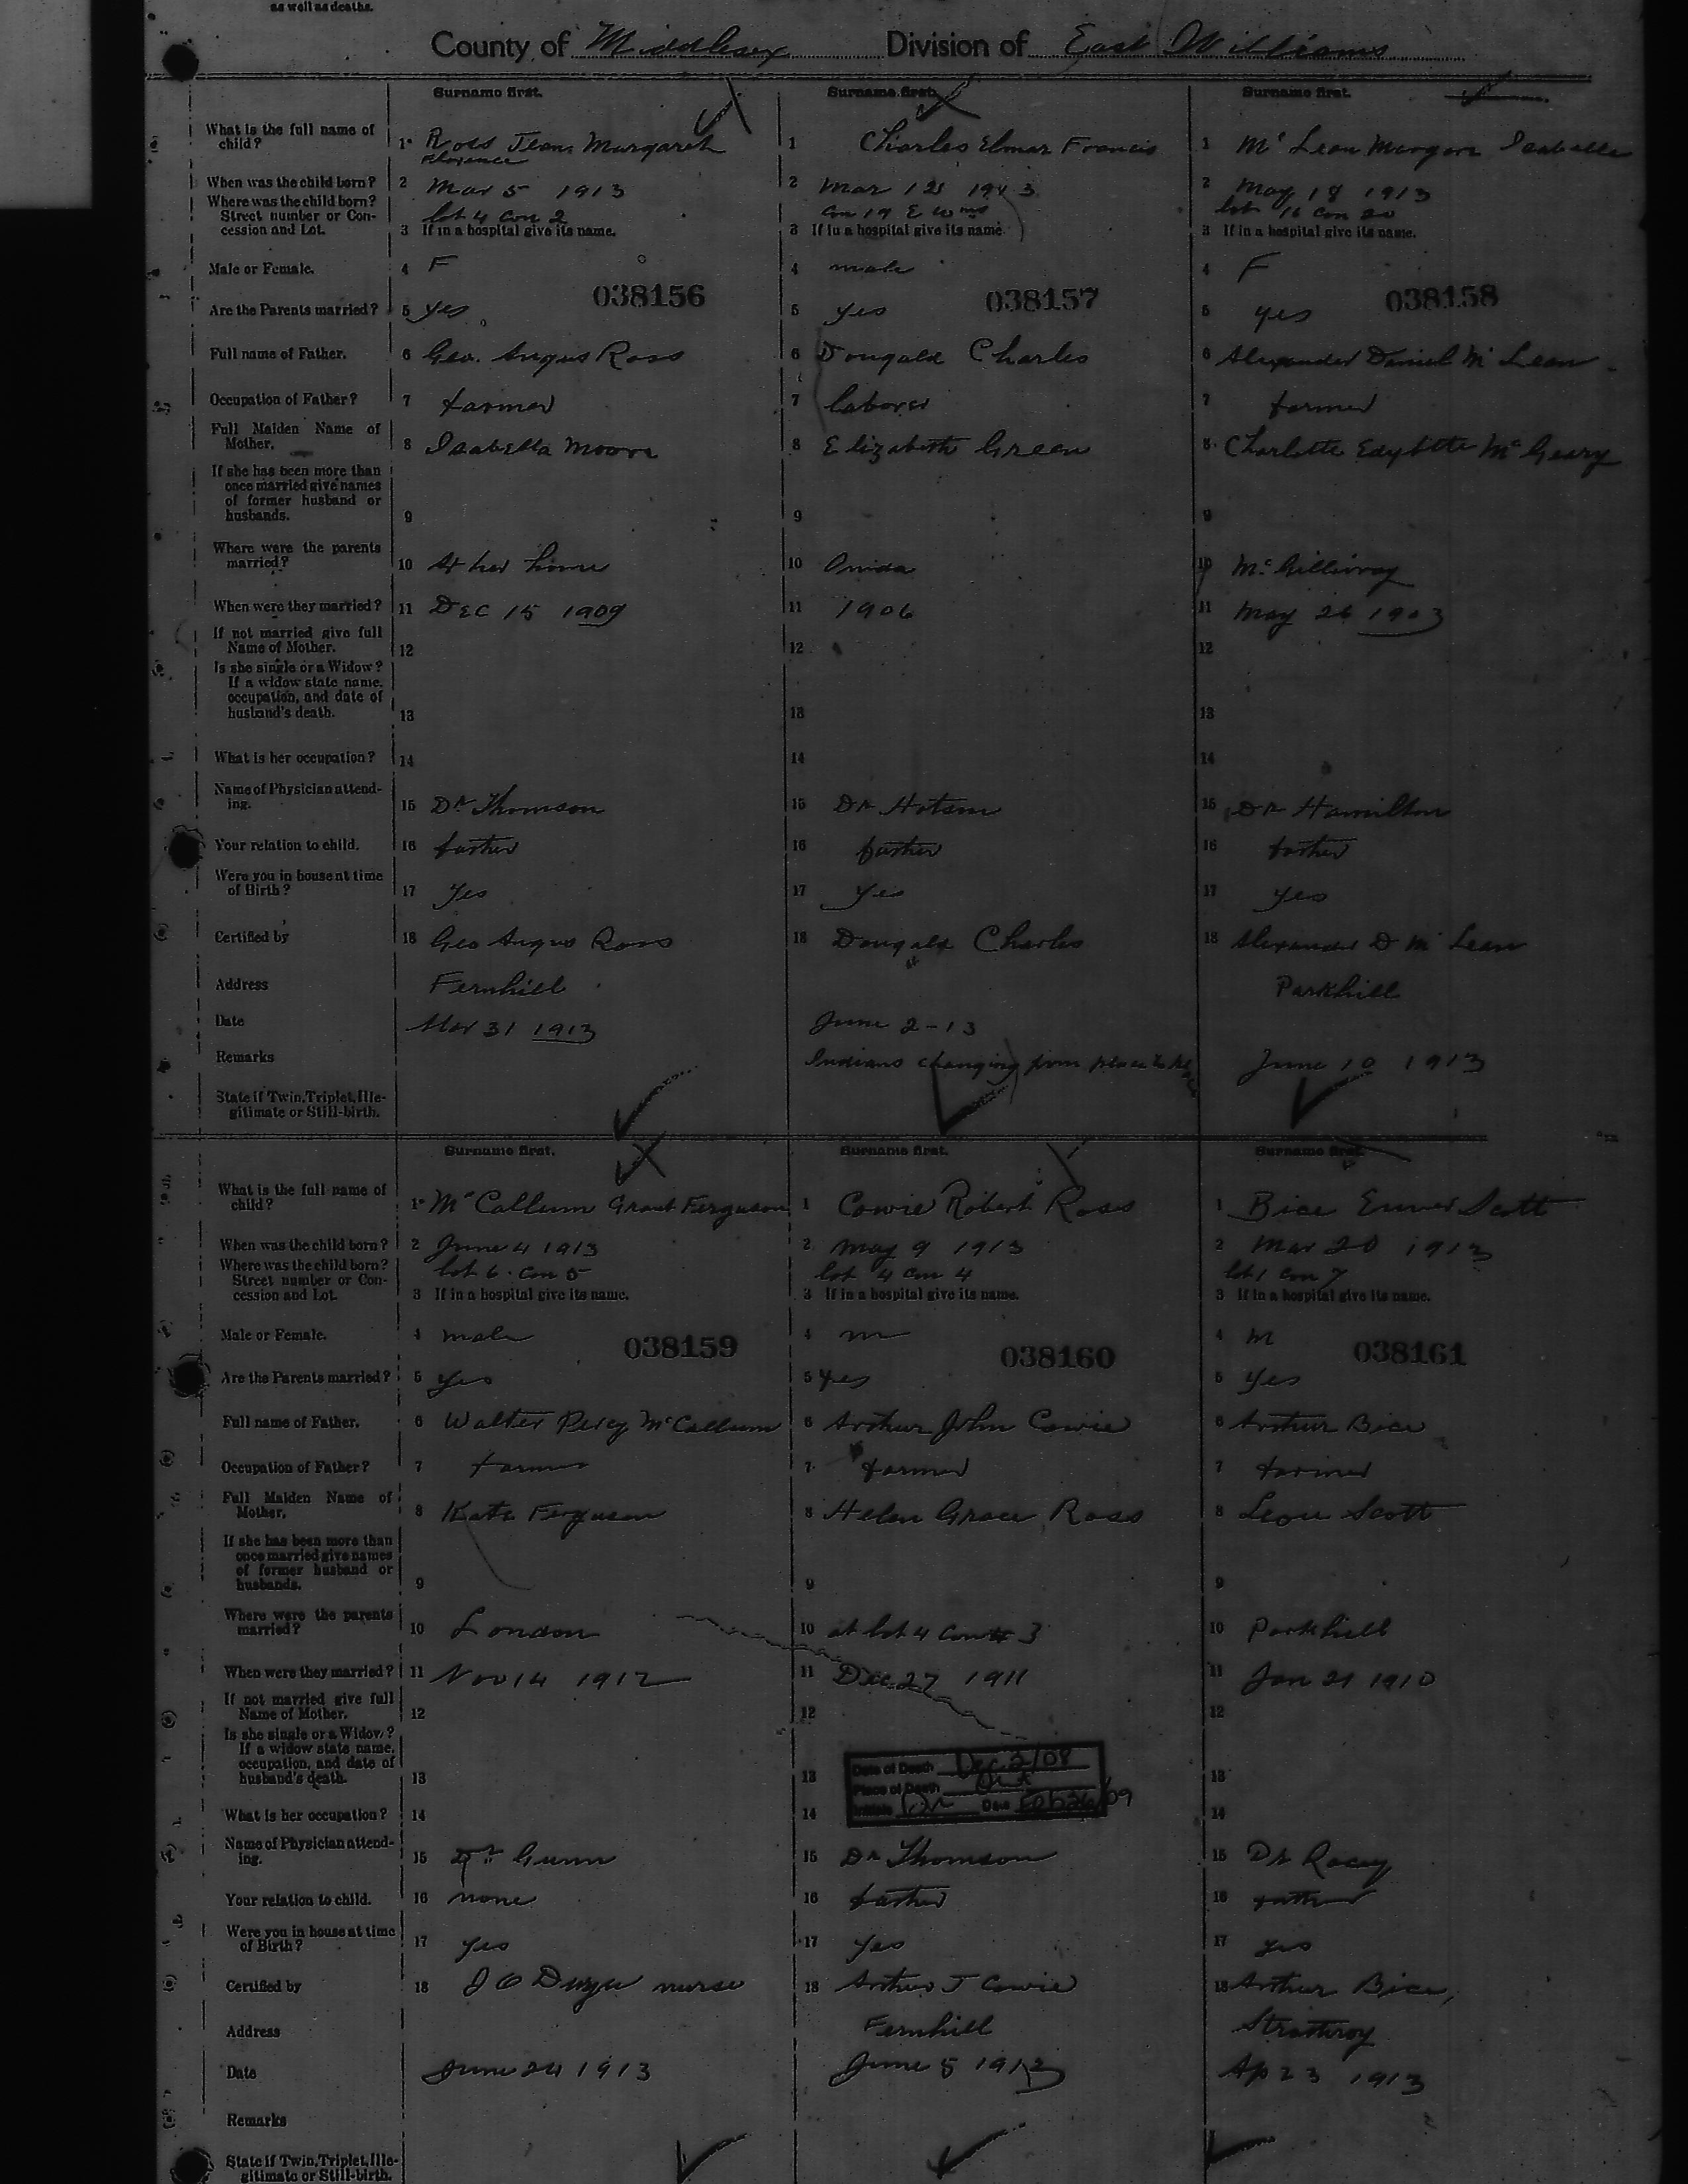 as well as deaths.
County of Middlesex Division of East Williams
Surname first. Surname first. Surname first.
What is the full name of child? 1 Ross Jean Margaret Florence 1 Charles Elmar Francis 1 Mc Lean Isabella
When was the child born? 2 Mar 5 1913 2 Mar 1913 2 May 18 1913
Where was the child born? Street number or Concession and Lot. lot 4 con 2 con 19 E Wms lot 16 con 20
3 If in a hospital give its name. 3 If in a hospital give its name. 3 If in a hospital give its name.
Male or Female. 4 F 4 male 4 F
038156 038157 038158
Are the Parents married? 5 yes 5 yes 5 yes
Full name of Father. 6 Geo. Angus Ross 6 Dougald Charles 6 Alexander Daniel Mc Lean
Occupation of Father? 7 farmer 7 laborer 7 farmer
Full Maiden Name of Mother. 8 Isabella Moore 8 Elizabeth Green 8 Charlotte Mc Geary
If she has been more than once married give names of former husband or husbands. 9 9 9
Where were the parents married? 10 At her home 10 Onida 10 Mc Gillivray
When were they married? 11 Dec 15 1909 11 1906 11 May 26 1903
If not married give full Name of Mother. 12 12 12
Is she single or a Widow? If a widow state name, occupation, and date of husband's death. 13 13 13
What is her occupation? 14 14 14
Name of Physician attending. 15 Dr Thomson 15 Dr Hotson 15 Dr Hamilton
Your relation to child. 16 father 16 father 16 father
Were you in house at time of Birth? 17 Yes 17 Yes 17 Yes
Certified by 18 Geo Angus Ross 18 Dougald Charles 18 Alexander D Mc Lean
Address Fernhill Parkhill
Date Mar 31 1913 June 2-13
Remarks Indians changing from place to place June 10 1913
State if Twin, Triplet, Illegitimate or Still-birth.
Surname first. Surname first. Surname first.
What is the full name of child? 1 Mc Callum Grant Ferguson 1 Cowie Robert Ross 1 Bice Scott
When was the child born? 2 June 4 1913 2 May 9 1913 2 Mar 20 1913
Where was the child born? Street number or Concession and Lot. lot 6 con 5 lot 4 con 4 lot 1 con 7
3 If in a hospital give its name. 3 If in a hospital give its name. 3 If in a hospital give its name.
Male or Female. 4 male 4 m 4 M
038159 038160 038161
Are the Parents married? 5 yes 5 Yes 5 Yes
Full name of Father. 6 Walter Percy McCallum 6 Arthur John Cowie 6 Arthur Bice
Occupation of Father? 7 farmer 7 farmer 7 farmer
Full Maiden Name of Mother. 8 Kate Ferguson 8 Helen Grace Ross 8 Scott
If she has been more than once married give names of former husband or husbands. 9 9 9
Where were the parents married? 10 London 10 at lot 4 con 3 10 Parkhill
When were they married? 11 Nov 14 1912 11 Dec 27 1911 11 Jan 1910
If not married give full Name of Mother. 12 12 12
Is she single or a Widow? If a widow state name, occupation, and date of husband's death. 13 13 13
Date of Death Dec. 2/08
Place of Death Ont
Initials Date Feb 26/09
What is her occupation? 14 14 14
Name of Physician attending. 15 Dr Gunn 15 Dr Thomson 15 Dr Racey
Your relation to child. 16 none 16 father 16 father
Were you in house at time of Birth? 17 yes 17 yes 17 yes
Certified by 18 nurse 18 Arthur J Cowie 18 Arthur Bice,
Address Fernhill Strathroy
Date June 24 1913 June 5 1913 Ap 23 1913
Remarks
State if Twin, Triplet, Illegitimate or Still-birth.